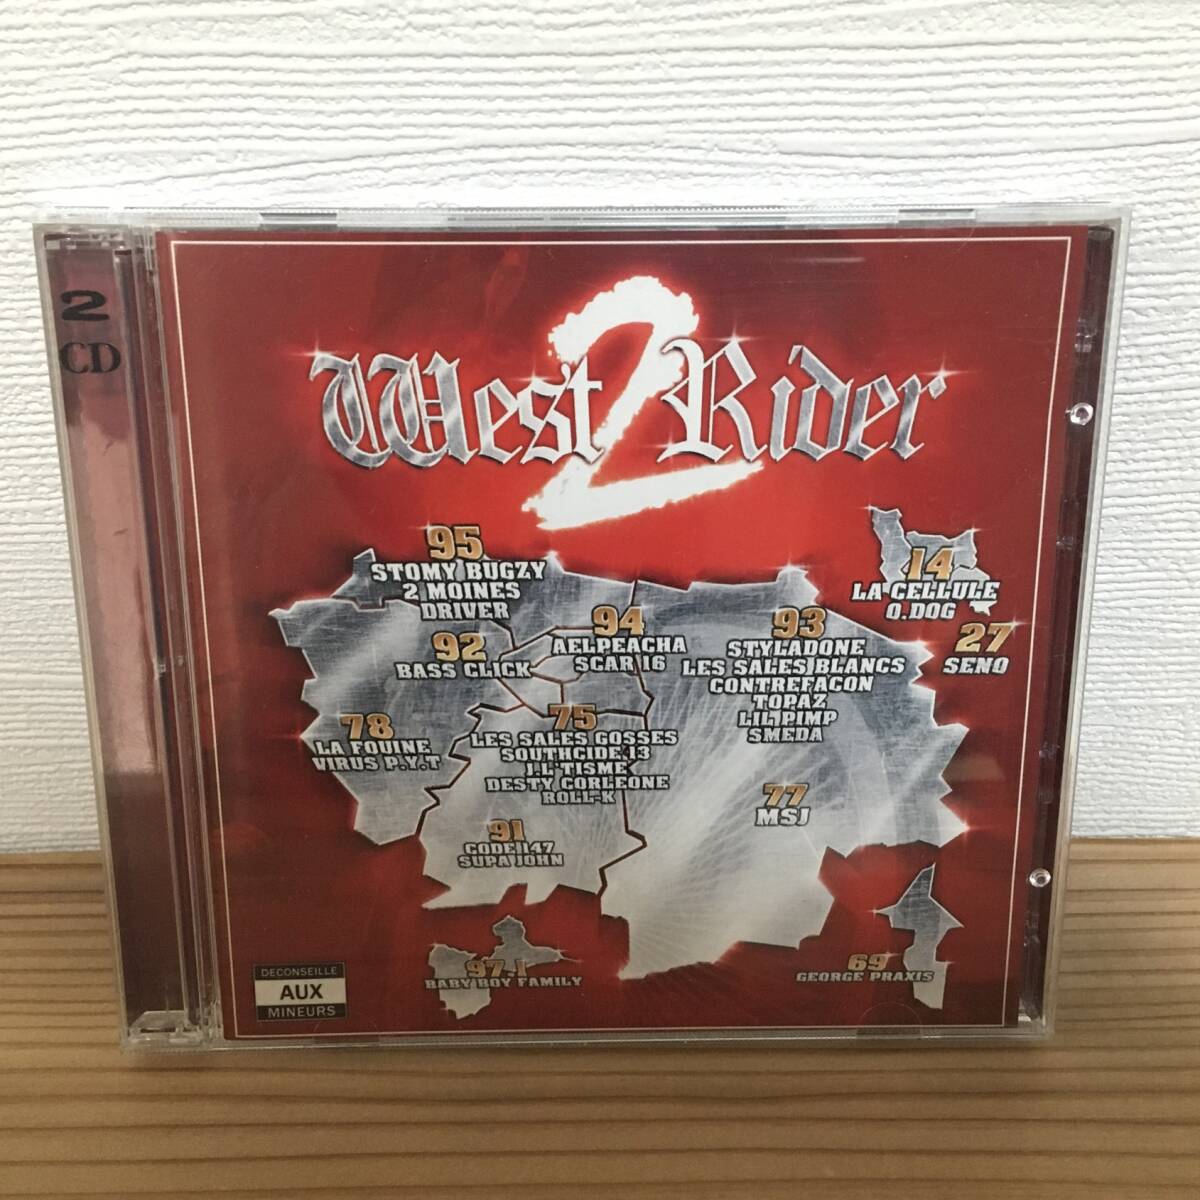 2
CD
West 2 Rider
95
STOMY BUGZY
2 MOINES
DRIVER
14
LA CELLULE
Q.DOG
94
AELPEACHA
SCAR 16
93
STYLADONE
LES SALES BLANCS
CONTREFACON
TOPAZ
LIL PIMP
SMEDA
27
SENO
92
BASS CLICK
78
LA FOUINE
VIRUS P.Y.T
75
LES SALES GOSSES
SOUTHCIDE 13
J.L'TISME
DESTY CORLEONE
ROLL-K
77
MSJ
91
CODE 147
SUPA JOHN
97.1
BABY BOY FAMILY
69
GEORGE PRAXIS
DECONSEILLE
AUX
MINEURS